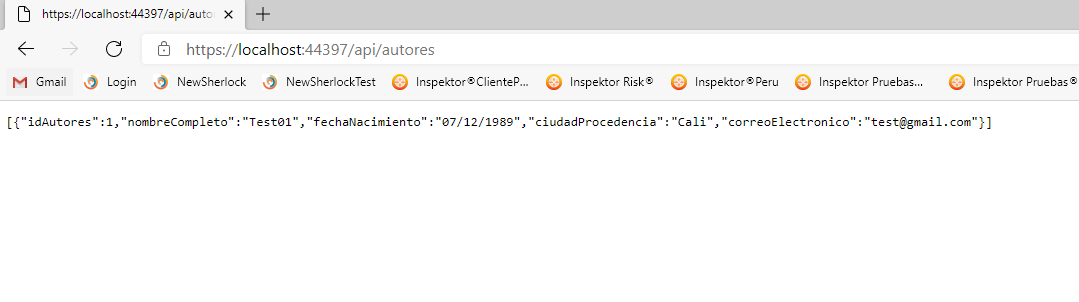 https://localhost:44397/api/auto
https://localhost:44397/api/autores
Gmail Login NewSherlock NewSherlockTest Inspektor®ClienteP... Inspektor Risk® Inspektor®Peru Inspektor Pruebas... Inspektor Pruebas®
[{"idAutores":1,"nombreCompleto":"Test01","fechaNacimiento":"07/12/1989","ciudadProcedencia":"Cali","correoElectronico":"test@gmail.com"}]